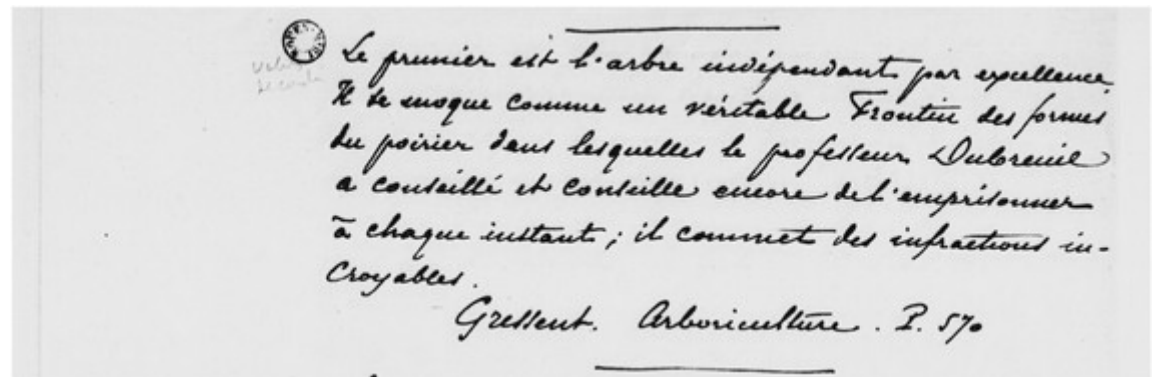 Le prunier est l'arbre indépendant par excellence.
Il se moque comme un véritable Frontin des formes
du poirier dans lesquelles le professeur Dubreuil
a conseillé et conseille encore de l'emprisonner
à chaque instant; il commet des infractions in-
croyables.
Gressent. Arboriculture. P. 570